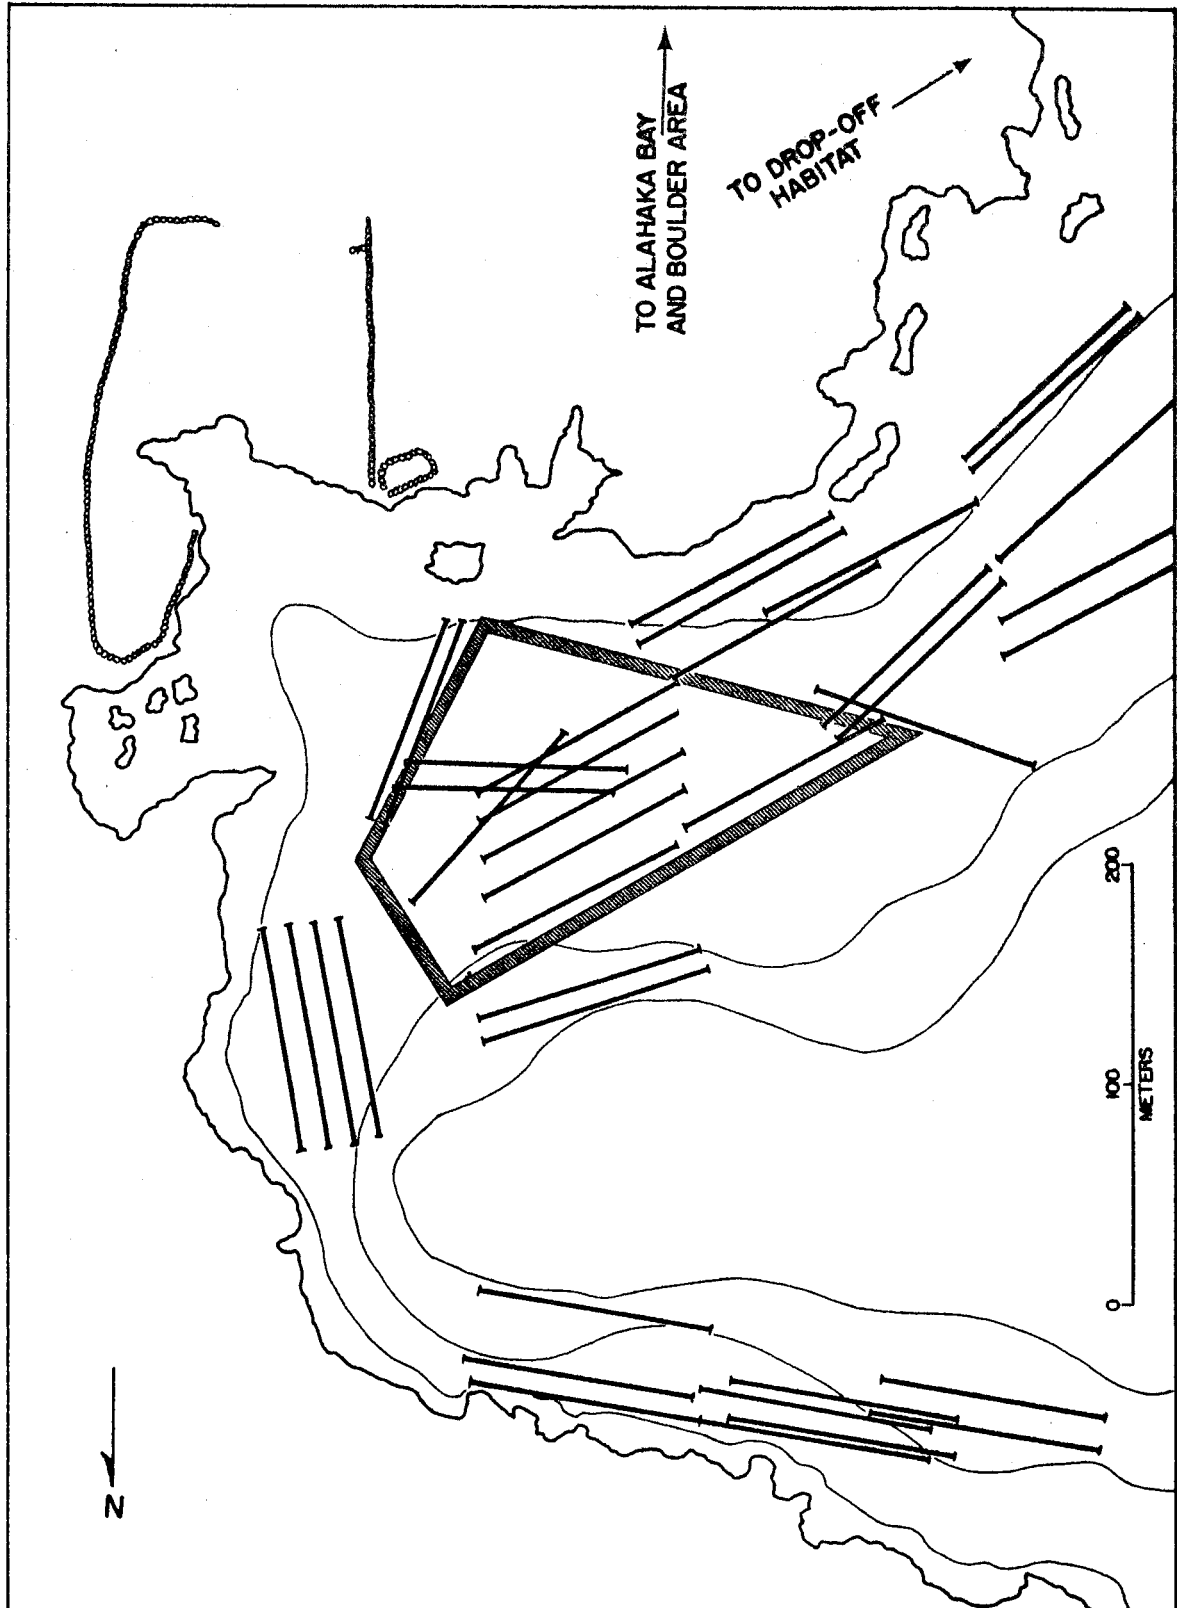 TO ALAHAKA BAY
AND BOULDER AREA
TO DROP-OFF
HABITAT
200
100
0
METERS
N